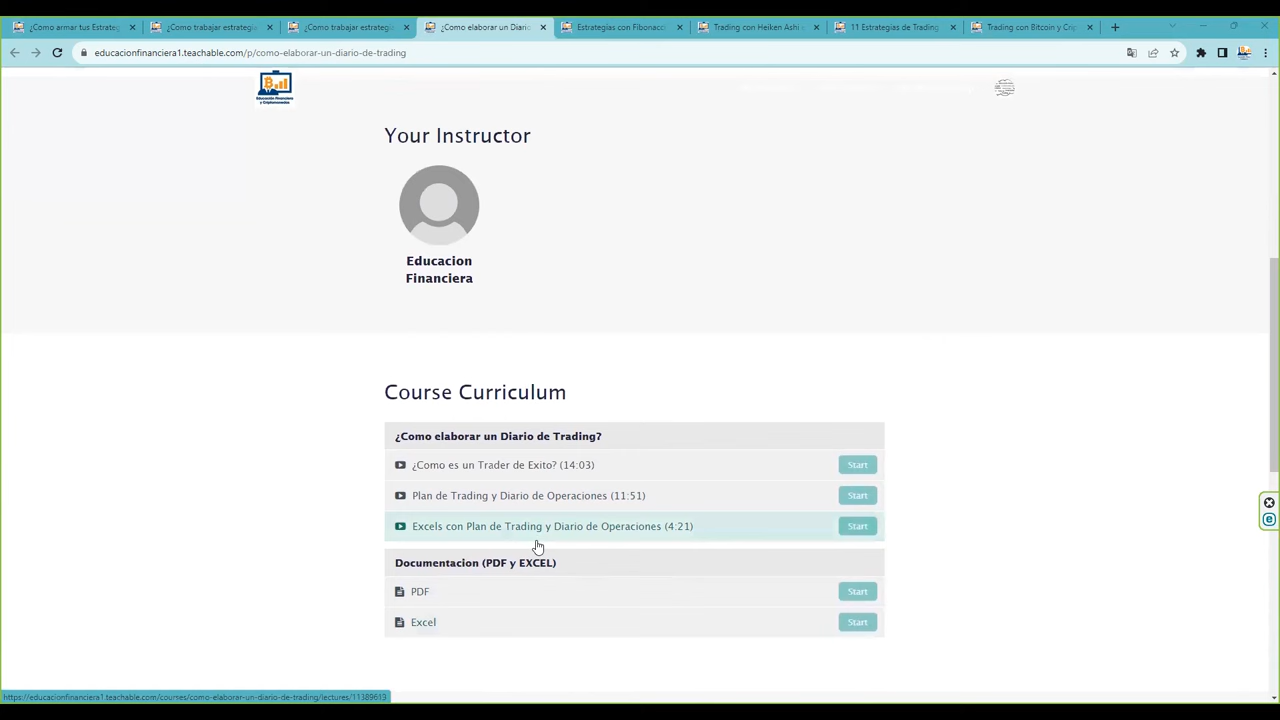 ¿Como armar tus Estrateg
¿Como trabajar estrategia
¿Como trabajar estrategia
¿Como elaborar un Diario
Estrategias con Fibonacci
Trading con Heiken Ashi
11 Estrategias de Trading
Trading con Bitcoin y Crip
educacionfinanciera1.teachable.com/p/como-elaborar-un-diario-de-trading
Educación Financiera
y Criptomonedas
Your Instructor
Educacion
Financiera
Course Curriculum
¿Como elaborar un Diario de Trading?
¿Como es un Trader de Exito? (14:03) Start
Plan de Trading y Diario de Operaciones (11:51) Start
Excels con Plan de Trading y Diario de Operaciones (4:21) Start
Documentacion (PDF y EXCEL)
PDF Start
Excel Start
https://educacionfinanciera1.teachable.com/courses/como-elaborar-un-diario-de-trading/lectures/11389613